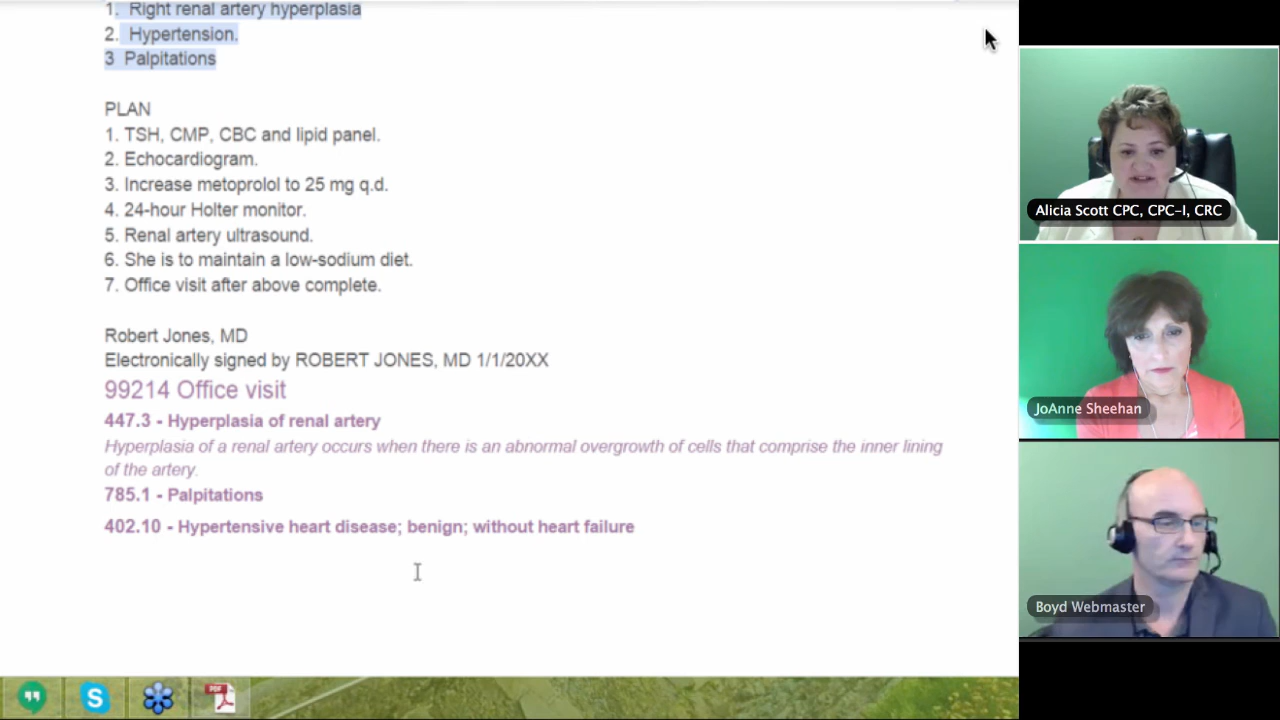 1. Right renal artery hyperplasia
2. Hypertension.
3 Palpitations
PLAN
1. TSH, CMP, CBC and lipid panel.
2. Echocardiogram.
3. Increase metoprolol to 25 mg q.d.
4. 24-hour Holter monitor.
5. Renal artery ultrasound.
6. She is to maintain a low-sodium diet.
7. Office visit after above complete.
Robert Jones, MD
Electronically signed by ROBERT JONES, MD 1/1/20XX
99214 Office visit
447.3 - Hyperplasia of renal artery
Hyperplasia of a renal artery occurs when there is an abnormal overgrowth of cells that comprise the inner lining
of the artery.
785.1 - Palpitations
402.10 - Hypertensive heart disease; benign; without heart failure
Alicia Scott CPC, CPC-I, CRC
JoAnne Sheehan
Boyd Webmaster
PDF